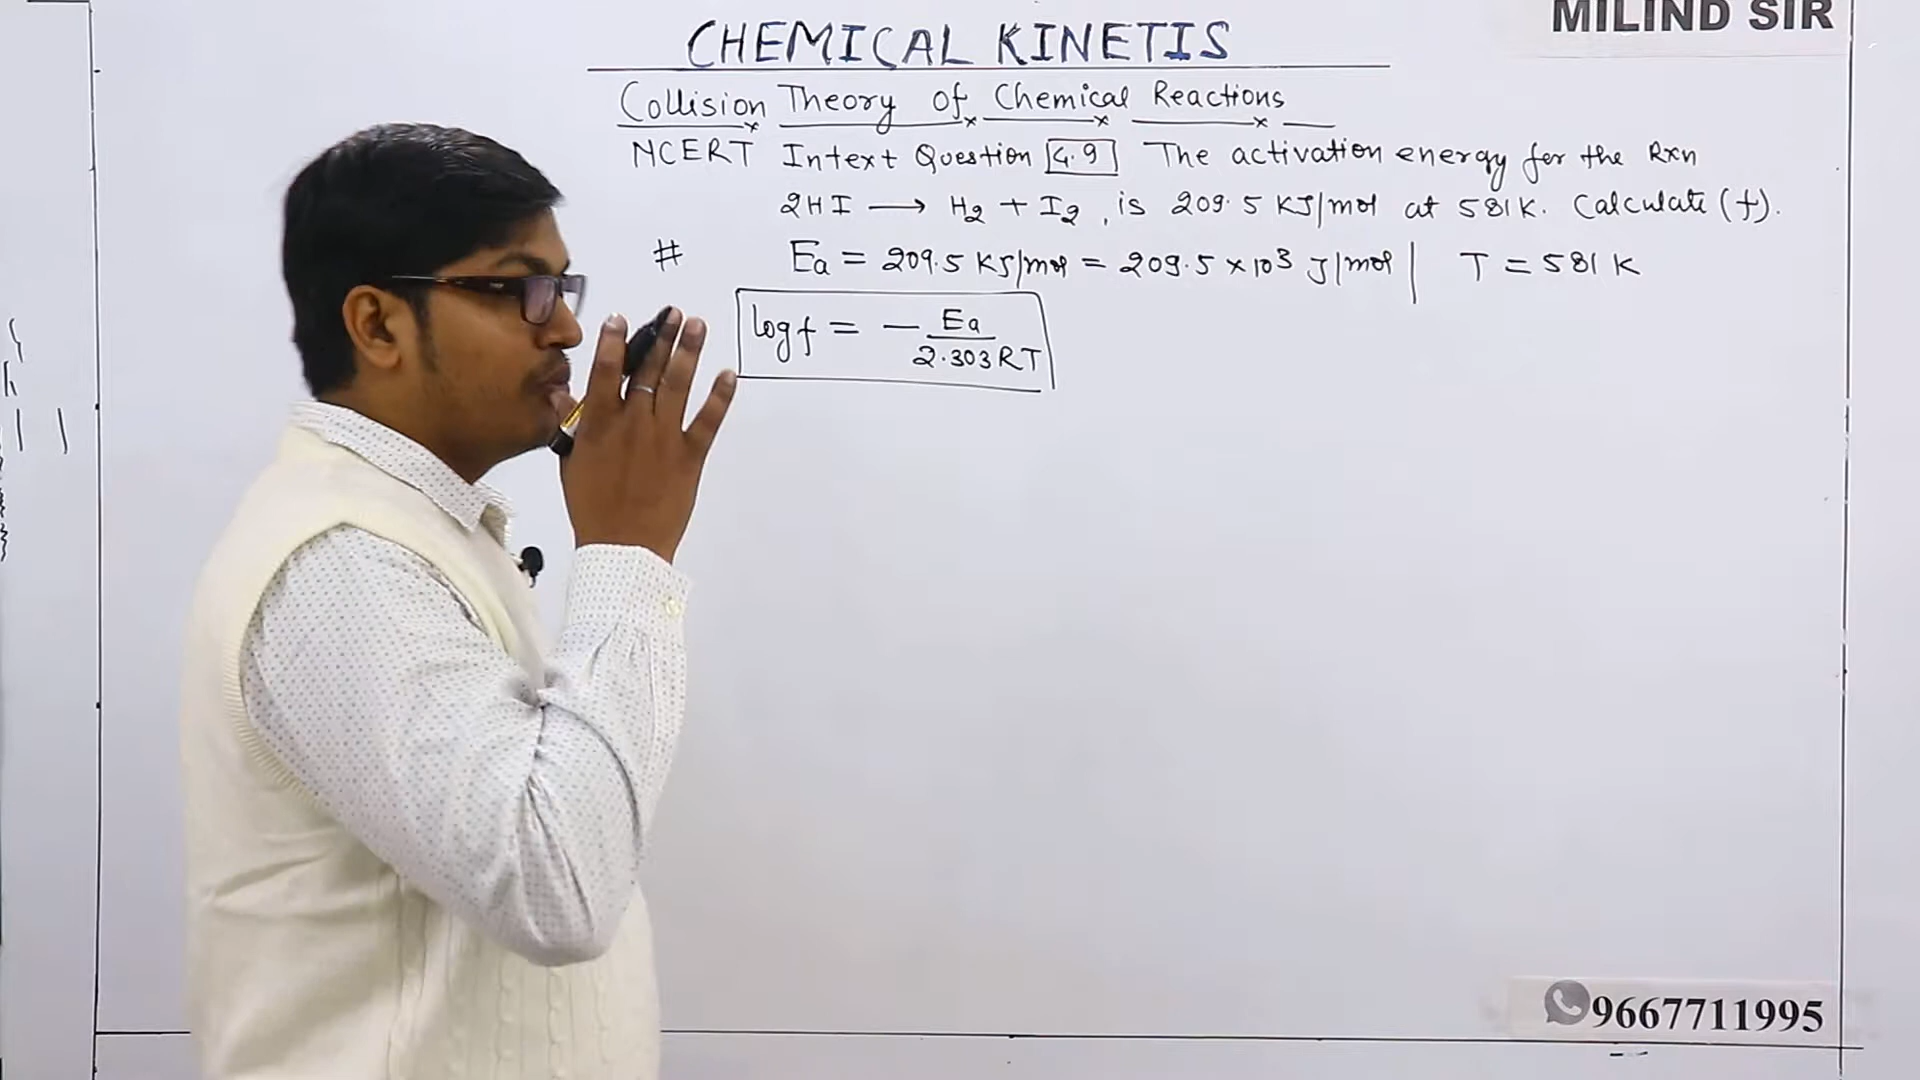 MILIND SIR
CHEMICAL KINETIS
Collision Theory of Chemical Reactions
NCERT Intext Question 4.9 The activation energy for the Rxn
2HI → H₂ + I₂, is 209.5 KJ/mol at 581K. Calculate (f).
# Ea = 209.5 KJ/mol = 209.5 × 10³ J/mol | T = 581 K
log f = − Ea / 2.303 RT
9667711995